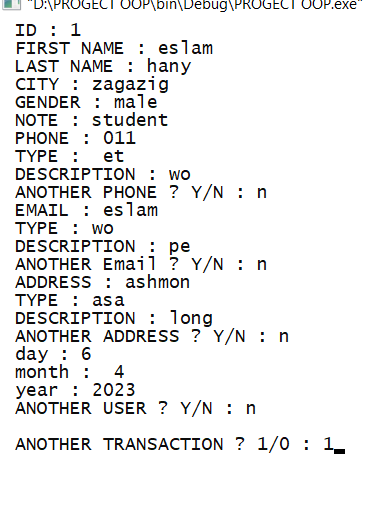 "D:\PROGECT OOP\bin\Debug\PROGECT OOP.exe"
ID : 1
FIRST NAME : eslam
LAST NAME : hany
CITY : zagazig
GENDER : male
NOTE : student
PHONE : 011
TYPE :  et
DESCRIPTION : wo
ANOTHER PHONE ? Y/N : n
EMAIL : eslam
TYPE : wo
DESCRIPTION : pe
ANOTHER Email ? Y/N : n
ADDRESS : ashmon
TYPE : asa
DESCRIPTION : long
ANOTHER ADDRESS ? Y/N : n
day : 6
month :  4
year : 2023
ANOTHER USER ? Y/N : n
ANOTHER TRANSACTION ? 1/0 : 1